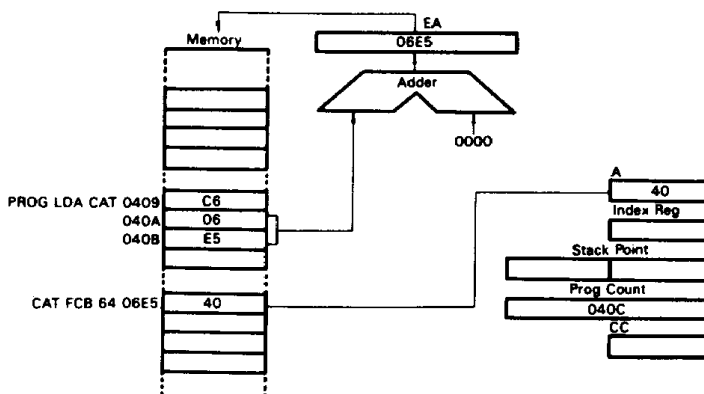 EA
06E5
Memory
Adder
0000
A
40
PROG LDA CAT 0409 C6
040A 06
040B E5
Index Reg
Stack Point
Prog Count
040C
CAT FCB 64 06E5 40
CC